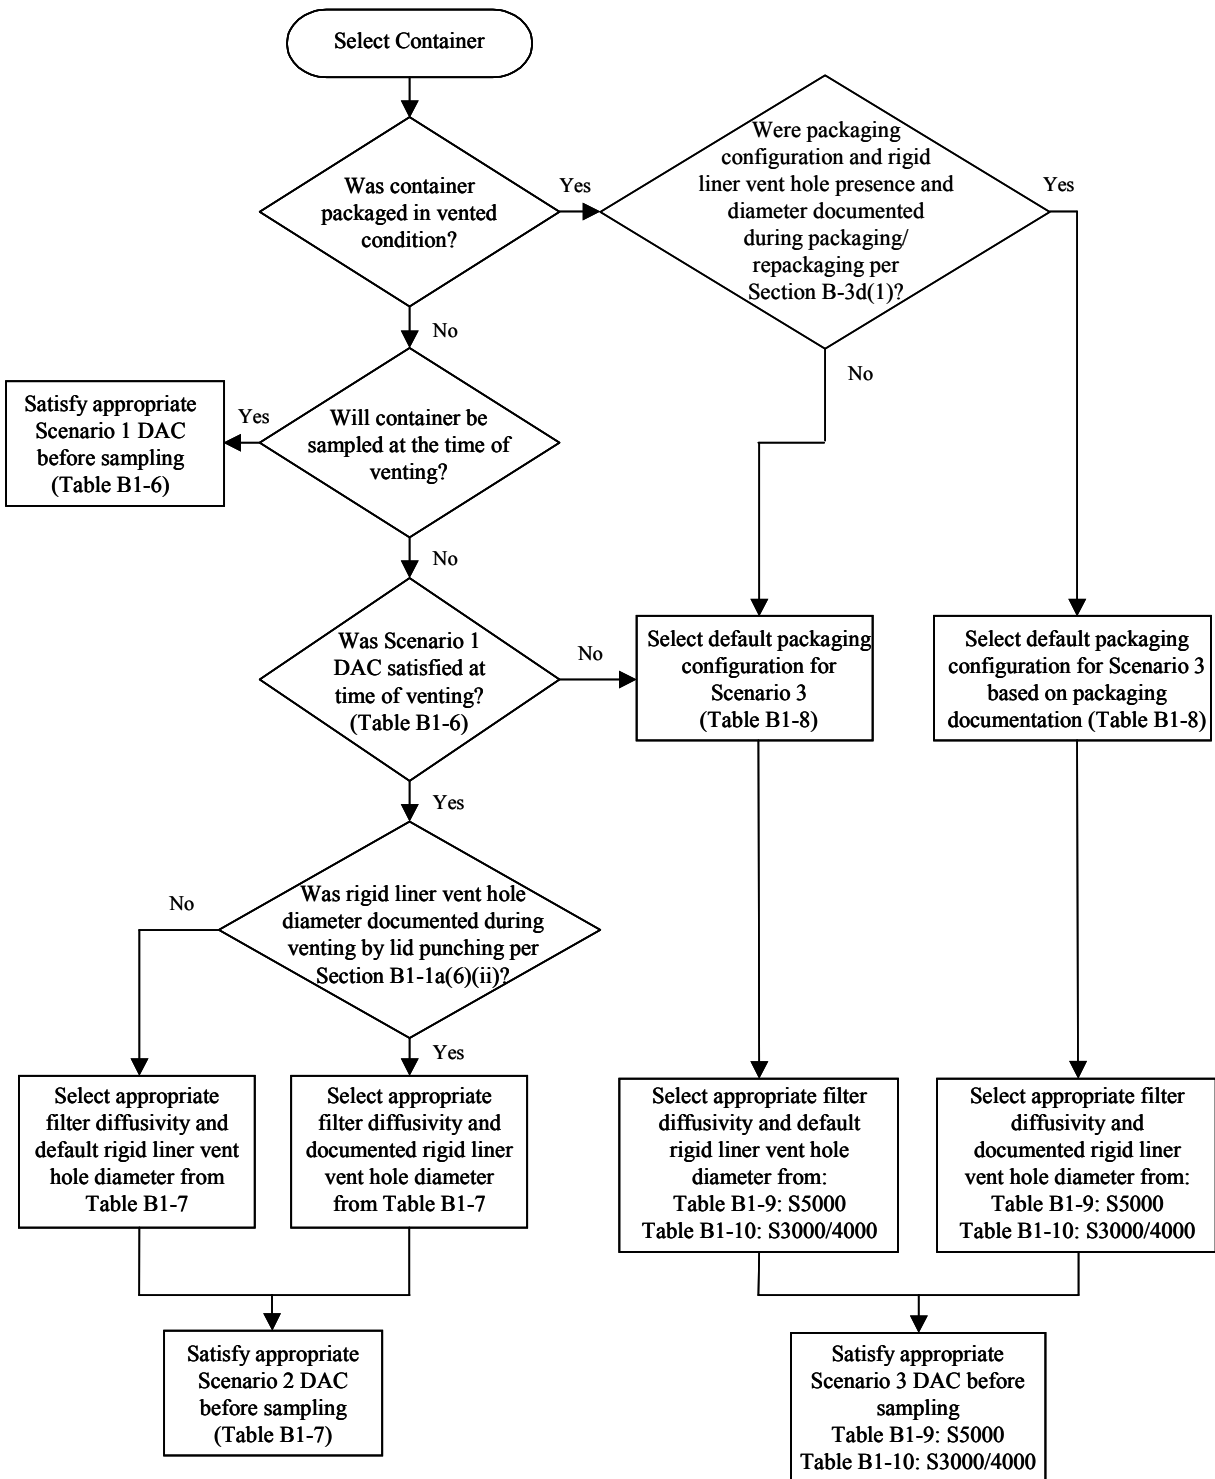 Select Container
Was container
packaged in vented
condition?
Yes
Were packaging
configuration and rigid
liner vent hole presence and
diameter documented
during packaging/
repackaging per
Section B-3d(1)?
Yes
No
No
Satisfy appropriate
Scenario 1 DAC
before sampling
(Table B1-6)
Yes
Will container be
sampled at the time of
venting?
No
Was Scenario 1
DAC satisfied at
time of venting?
(Table B1-6)
No
Select default packaging
configuration for
Scenario 3
(Table B1-8)
Select default packaging
configuration for Scenario 3
based on packaging
documentation (Table B1-8)
Yes
Was rigid liner vent hole
diameter documented during
venting by lid punching per
Section B1-1a(6)(ii)?
No
Yes
Select appropriate
filter diffusivity and
default rigid liner vent
hole diameter from
Table B1-7
Select appropriate
filter diffusivity and
documented rigid liner
vent hole diameter
from Table B1-7
Select appropriate filter
diffusivity and default
rigid liner vent hole
diameter from:
Table B1-9: S5000
Table B1-10: S3000/4000
Select appropriate filter
diffusivity and
documented rigid liner
vent hole diameter from:
Table B1-9: S5000
Table B1-10: S3000/4000
Satisfy appropriate
Scenario 2 DAC
before sampling
(Table B1-7)
Satisfy appropriate
Scenario 3 DAC before
sampling
Table B1-9: S5000
Table B1-10: S3000/4000